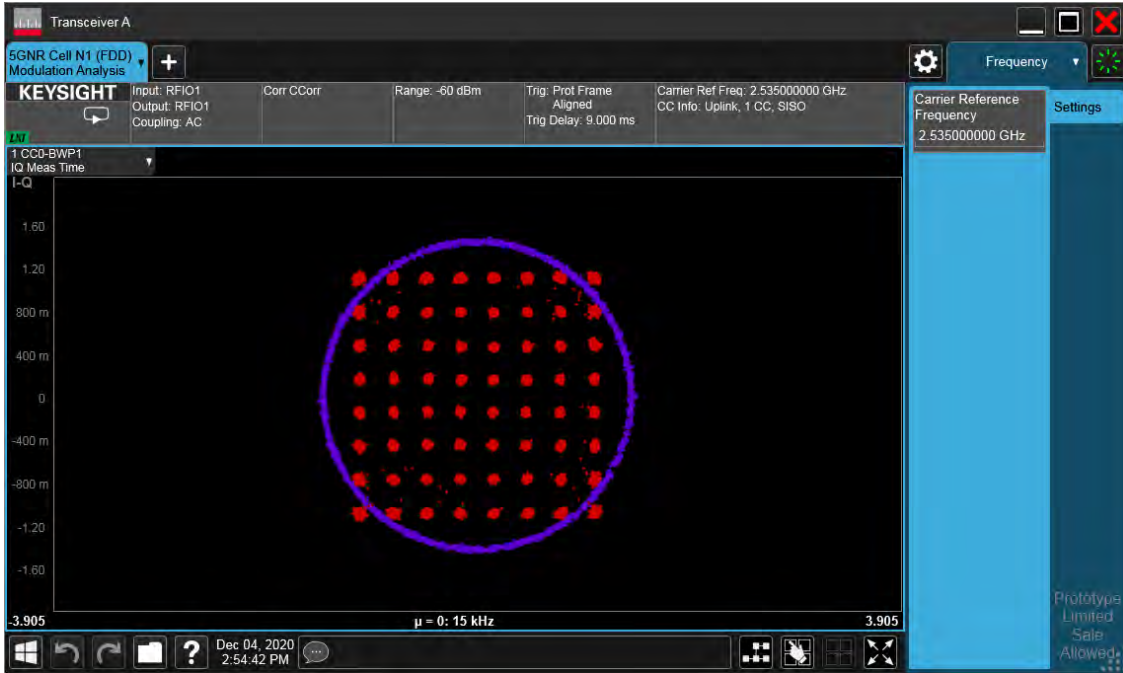 Transceiver A
5GNR Cell N1 (FDD)
Modulation Analysis
+
Frequency
KEYSIGHT
LXI
Input: RFIO1
Output: RFIO1
Coupling: AC
Corr CCorr
Range: -60 dBm
Trig: Prot Frame
Aligned
Trig Delay: 9.000 ms
Carrier Ref Freq: 2.535000000 GHz
CC Info: Uplink, 1 CC, SISO
Carrier Reference
Frequency
2.535000000 GHz
Settings
1 CC0-BWP1
IQ Meas Time
I-Q
1.60
1.20
800 m
400 m
0
-400 m
-800 m
-1.20
-1.60
-3.905
µ = 0: 15 kHz
3.905
?
Dec 04, 2020
2:54:42 PM
Prototype
Limited
Sale
Allowed